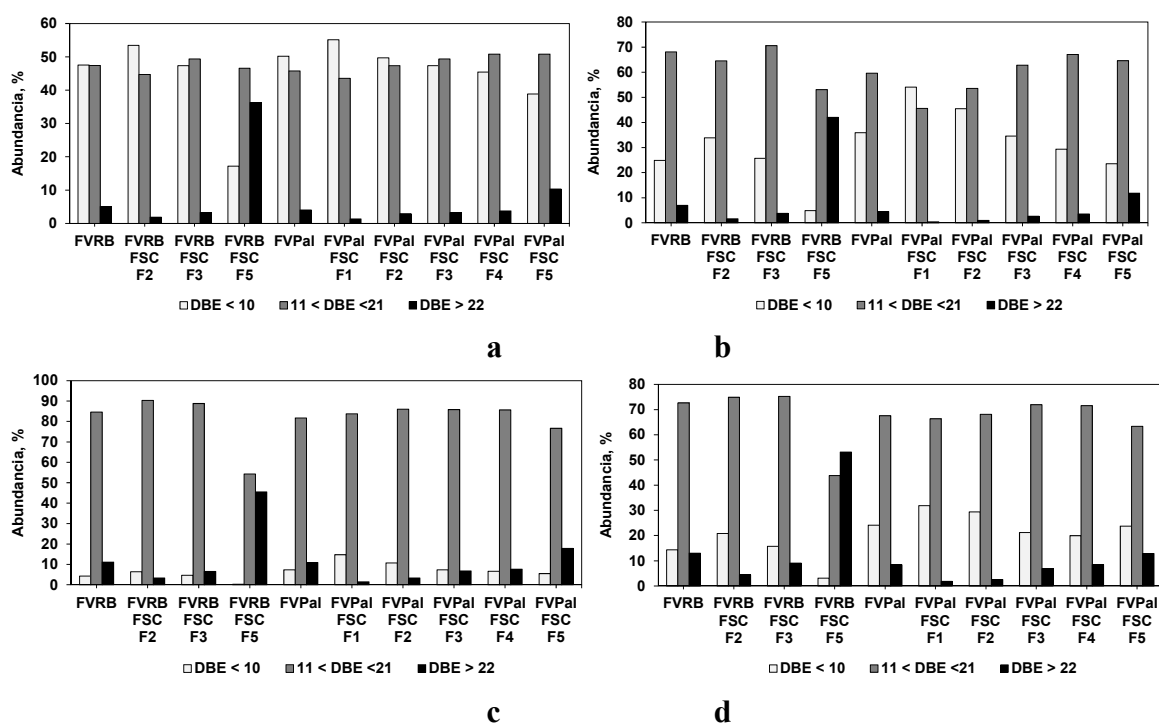 Abundancia, %
60
50
40
30
20
10
0
FVRB FVRB FVRB FVRB FVPal FVPal FVPal FVPal FVPal FVPal
FSC FSC FSC FSC FSC FSC FSC FSC
F2 F3 F5 F1 F2 F3 F4 F5
DBE < 10 11 < DBE <21 DBE > 22
a
Abundancia, %
80
70
60
50
40
30
20
10
0
FVRB FVRB FVRB FVRB FVPal FVPal FVPal FVPal FVPal FVPal
FSC FSC FSC FSC FSC FSC FSC FSC
F2 F3 F5 F1 F2 F3 F4 F5
DBE < 10 11 < DBE <21 DBE > 22
b
Abundancia, %
100
90
80
70
60
50
40
30
20
10
0
FVRB FVRB FVRB FVRB FVPal FVPal FVPal FVPal FVPal FVPal
FSC FSC FSC FSC FSC FSC FSC FSC
F2 F3 F5 F1 F2 F3 F4 F5
DBE < 10 11 < DBE <21 DBE > 22
c
Abundancia, %
80
70
60
50
40
30
20
10
0
FVRB FVRB FVRB FVRB FVPal FVPal FVPal FVPal FVPal FVPal
FSC FSC FSC FSC FSC FSC FSC FSC
F2 F3 F5 F1 F2 F3 F4 F5
DBE < 10 11 < DBE <21 DBE > 22
d